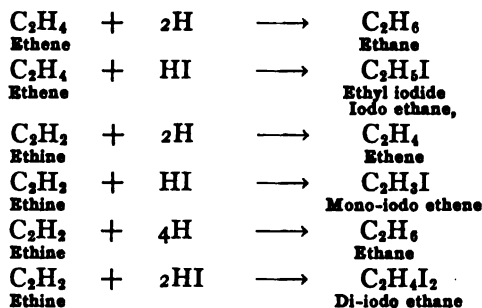 C₂H₄ + 2H ⟶ C₂H₆
Ethene Ethane
C₂H₄ + HI ⟶ C₂H₅I
Ethene Ethyl iodide
Iodo ethane,
C₂H₂ + 2H ⟶ C₂H₄
Ethine Ethene
C₂H₂ + HI ⟶ C₂H₃I
Ethine Mono-iodo ethene
C₂H₂ + 4H ⟶ C₂H₆
Ethine Ethane
C₂H₂ + 2HI ⟶ C₂H₄I₂
Ethine Di-iodo ethane